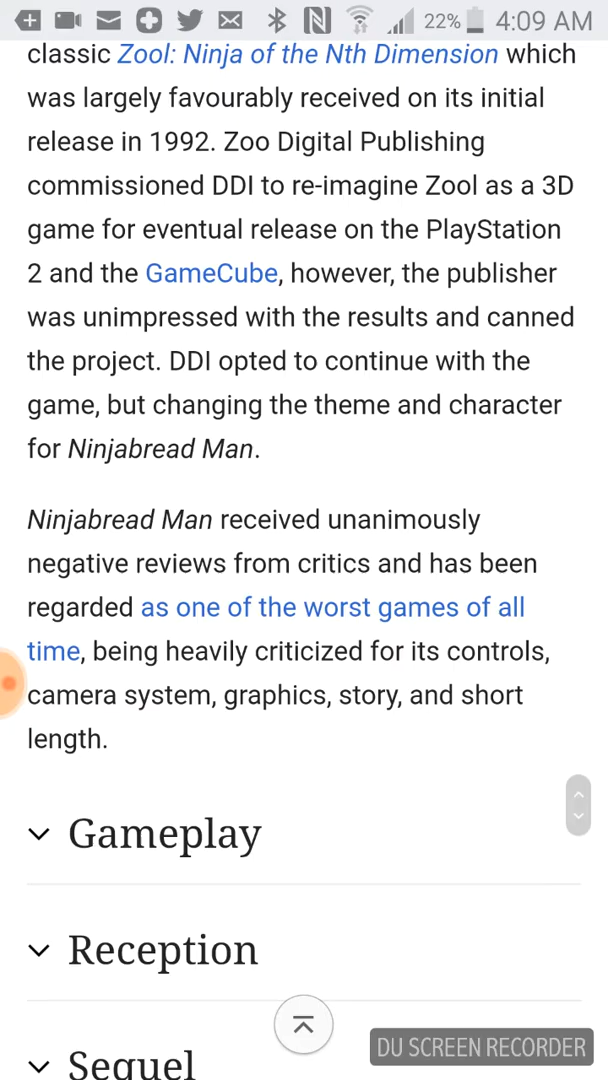 22% 4:09 AM
classic Zool: Ninja of the Nth Dimension which
was largely favourably received on its initial
release in 1992. Zoo Digital Publishing
commissioned DDI to re-imagine Zool as a 3D
game for eventual release on the PlayStation
2 and the GameCube, however, the publisher
was unimpressed with the results and canned
the project. DDI opted to continue with the
game, but changing the theme and character
for Ninjabread Man.
Ninjabread Man received unanimously
negative reviews from critics and has been
regarded as one of the worst games of all
time, being heavily criticized for its controls,
camera system, graphics, story, and short
length.
Gameplay
Reception
Sequel
DU SCREEN RECORDER